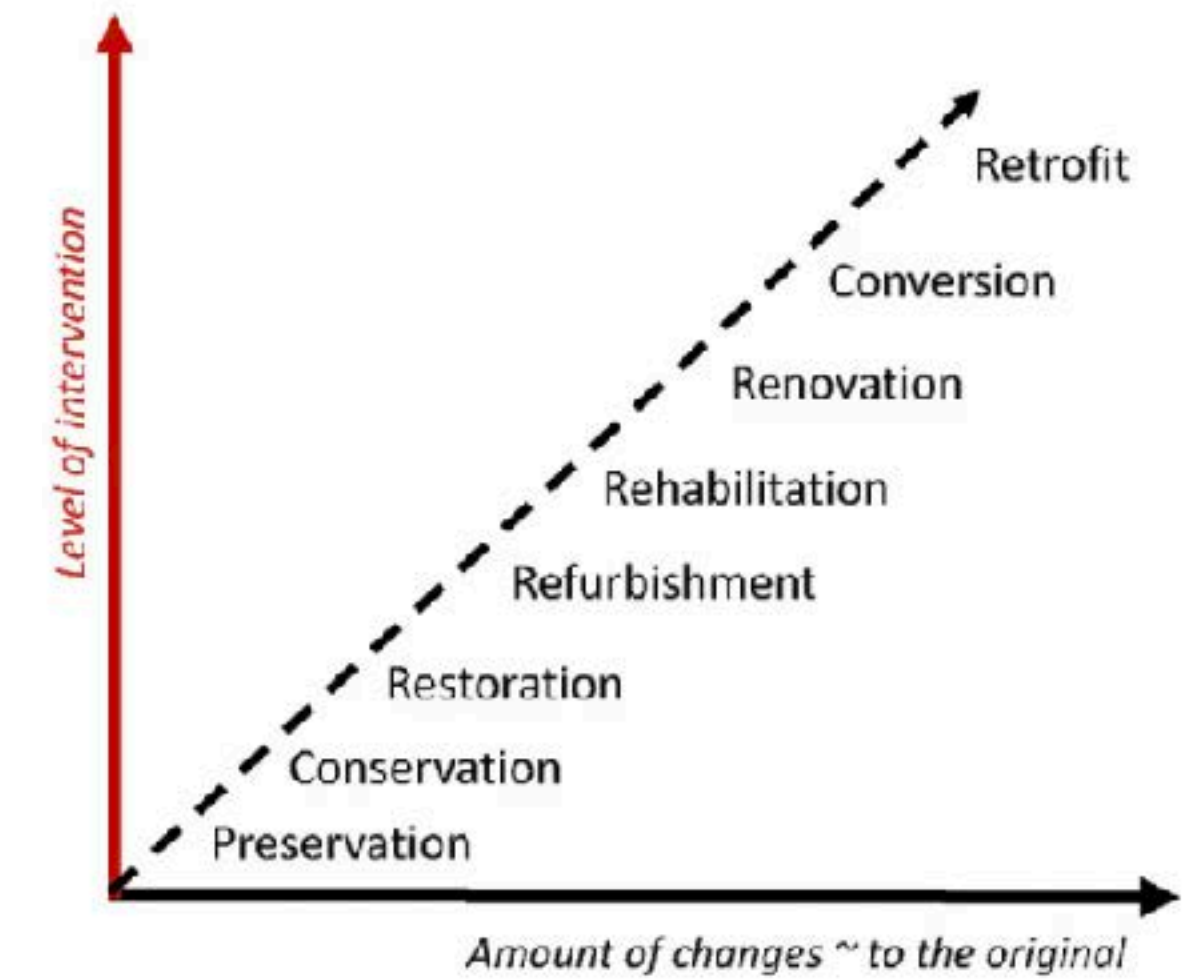 Retrofit
Conversion
Renovation
Rehabilitation
Refurbishment
Restoration
Conservation
Preservation
Level of intervention
Amount of changes ~ to the original